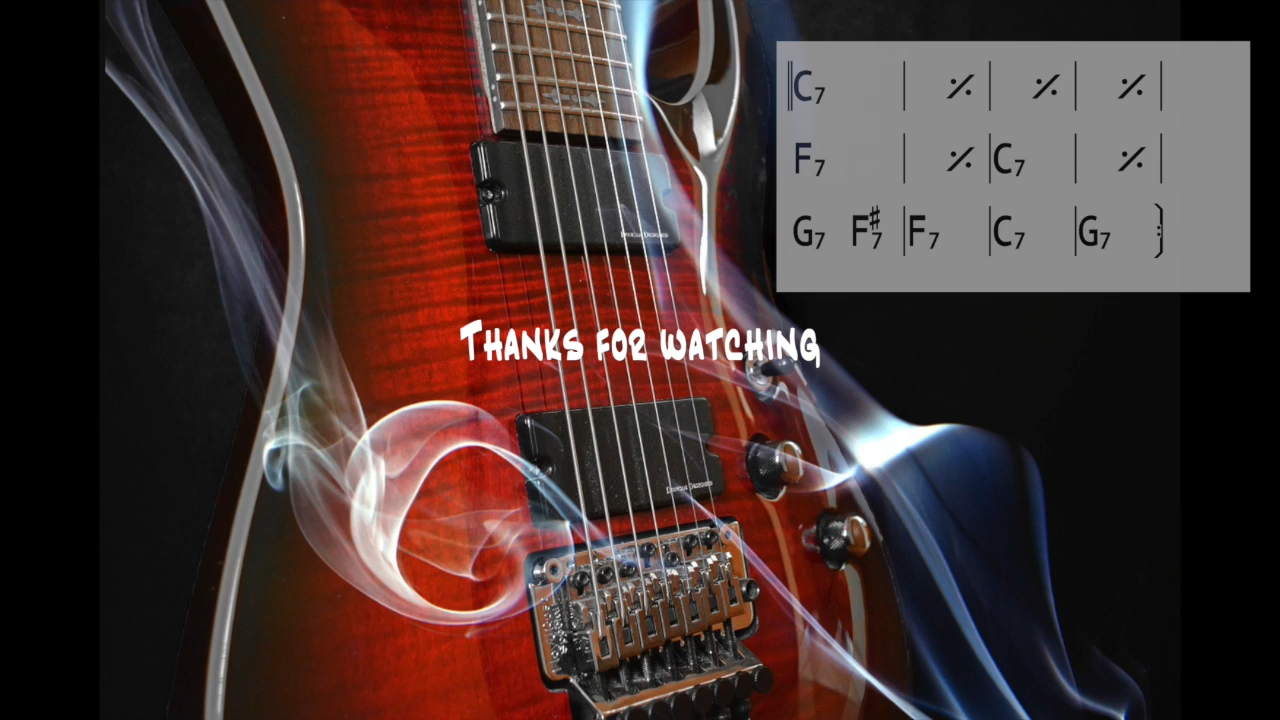 C7 | 𝄎 | 𝄎 | 𝄎 |
F7 | 𝄎 | C7 | 𝄎 |
G7 F♯7 | F7 | C7 | G7
Thanks for watching